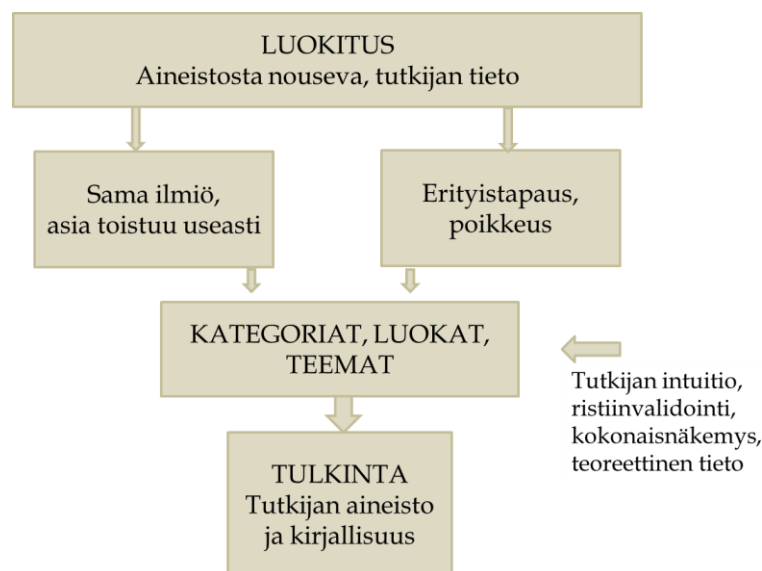 LUOKITUS
Aineistosta nouseva, tutkijan tieto
Sama ilmiö,
asia toistuu useasti
Erityistapaus,
poikkeus
KATEGORIAT, LUOKAT,
TEEMAT
Tutkijan intuitio,
ristiinvalidointi,
kokonaisnäkemys,
teoreettinen tieto
TULKINTA
Tutkijan aineisto
ja kirjallisuus